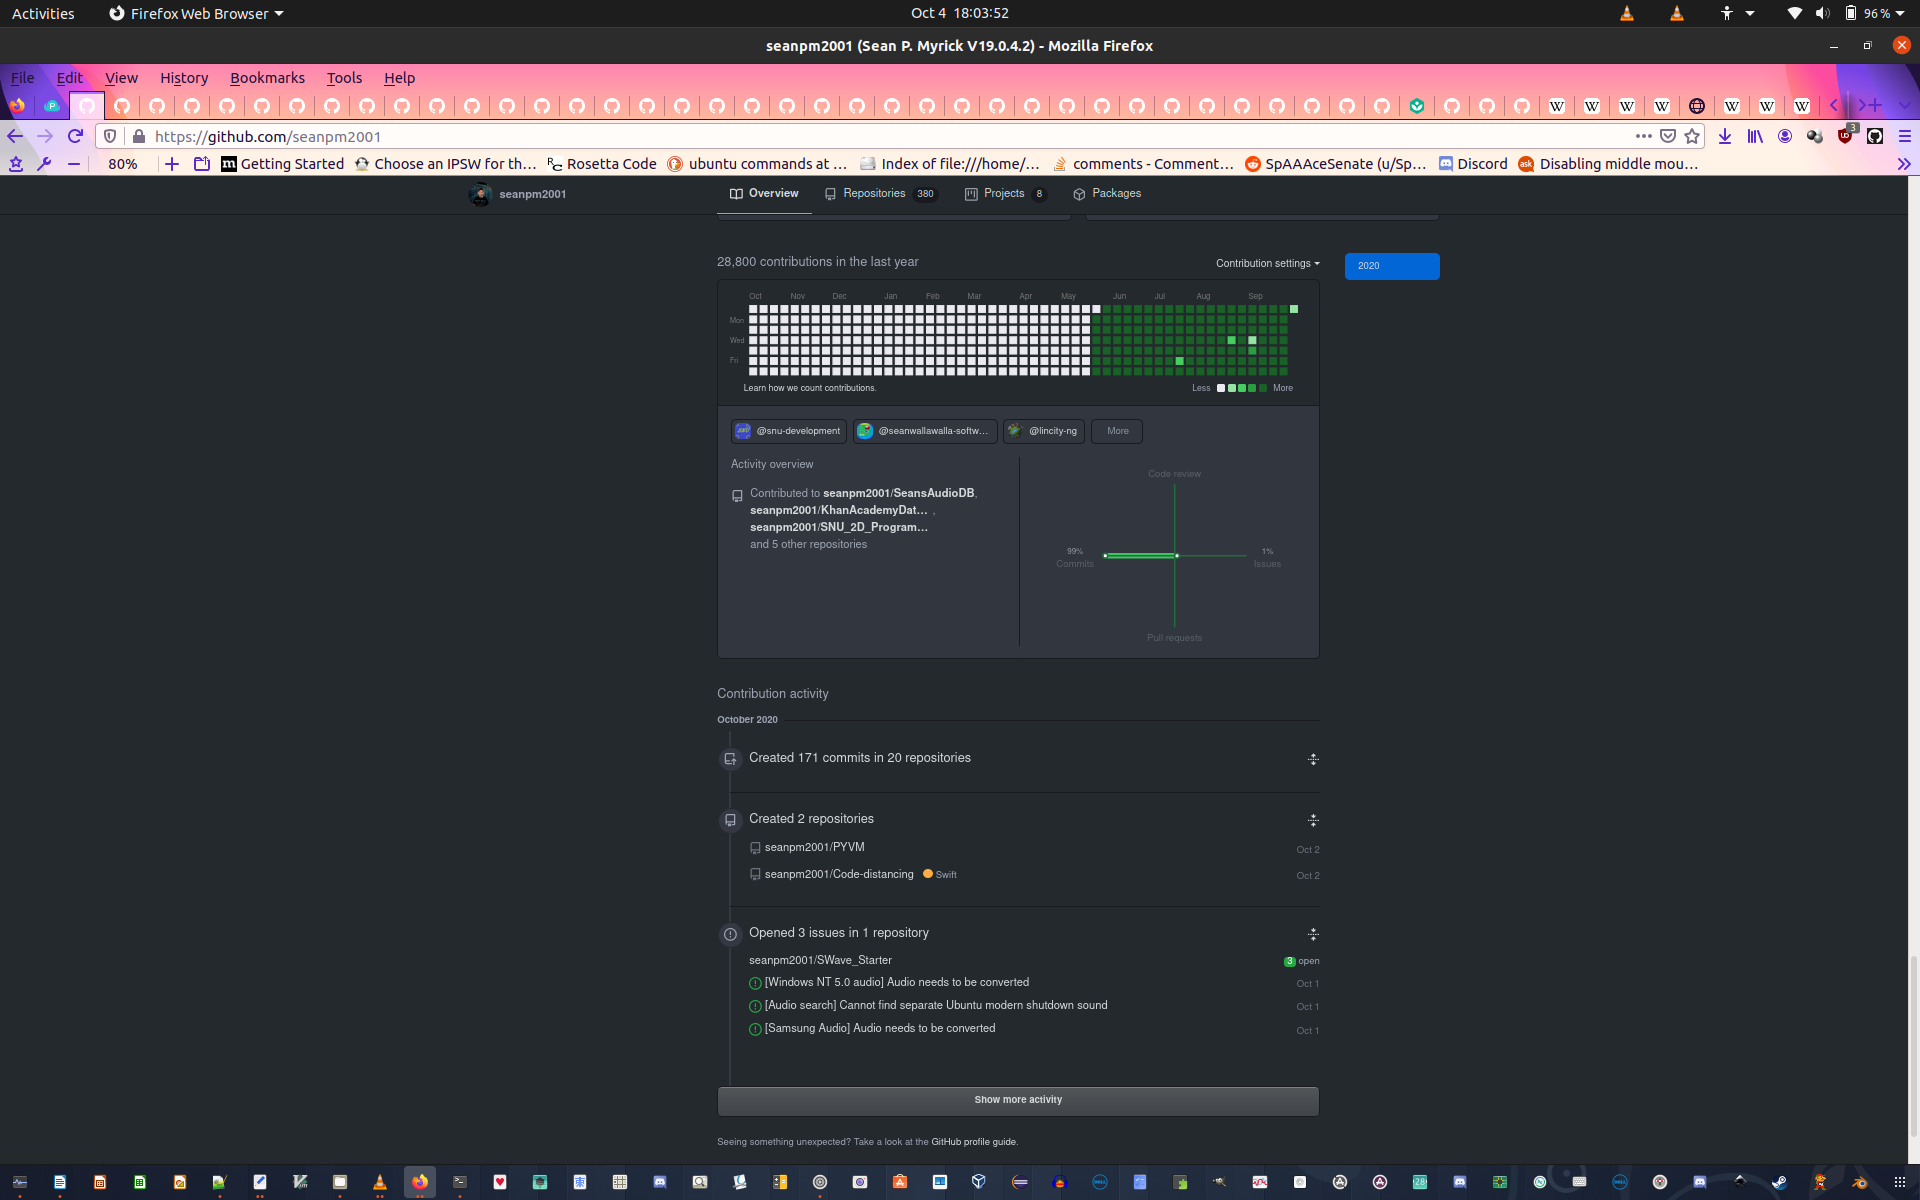 Activities
Firefox Web Browser
Oct 4 18:03:52
96%
seanpm2001 (Sean P. Myrick V19.0.4.2) - Mozilla Firefox
File Edit View History Bookmarks Tools Help
https://github.com/seanpm2001
3
80%
Getting Started
Choose an IPSW for th...
Rosetta Code
ubuntu commands at ...
Index of file:///home/...
comments - Comment...
SpAAAceSenate (u/Sp...
Discord
Disabling middle mou...
seanpm2001
Overview
Repositories 380
Projects 8
Packages
28,800 contributions in the last year
Contribution settings
2020
Oct Nov Dec Jan Feb Mar Apr May Jun Jul Aug Sep
Mon
Wed
Fri
Learn how we count contributions.
Less
More
@snu-development
@seanwallawalla-softw...
@lincity-ng
More
Activity overview
Contributed to seanpm2001/SeansAudioDB,
seanpm2001/KhanAcademyDat... ,
seanpm2001/SNU_2D_Program...
and 5 other repositories
Code review
99%
Commits
1%
Issues
Pull requests
Contribution activity
October 2020
Created 171 commits in 20 repositories
Created 2 repositories
seanpm2001/PYVM
Oct 2
seanpm2001/Code-distancing
Swift
Oct 2
Opened 3 issues in 1 repository
seanpm2001/SWave_Starter
3 open
[Windows NT 5.0 audio] Audio needs to be converted
Oct 1
[Audio search] Cannot find separate Ubuntu modern shutdown sound
Oct 1
[Samsung Audio] Audio needs to be converted
Oct 1
Show more activity
Seeing something unexpected? Take a look at the GitHub profile guide.